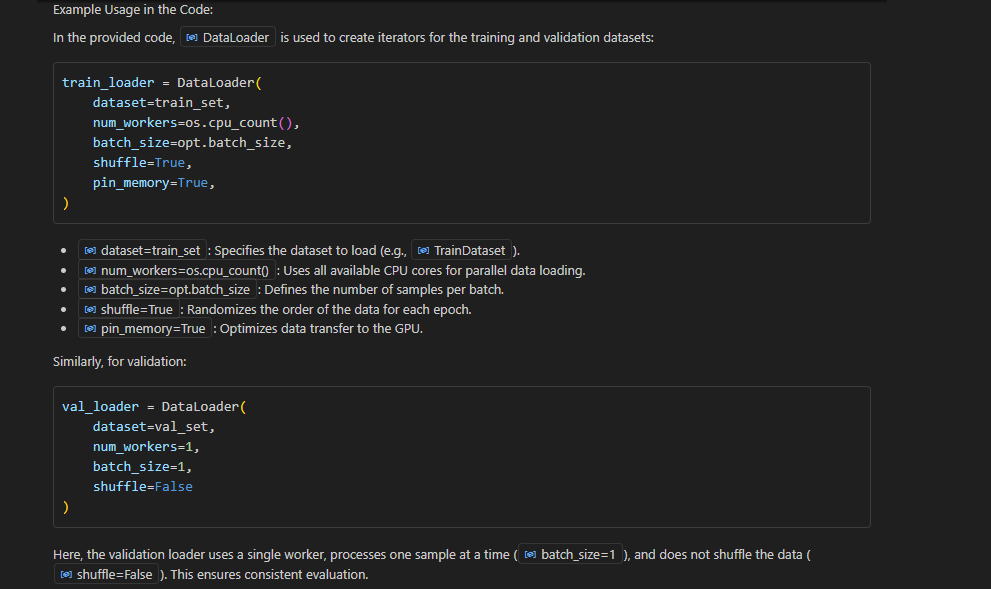 Example Usage in the Code:
In the provided code, DataLoader is used to create iterators for the training and validation datasets:
train_loader = DataLoader(
    dataset=train_set,
    num_workers=os.cpu_count(),
    batch_size=opt.batch_size,
    shuffle=True,
    pin_memory=True,
)
• dataset=train_set : Specifies the dataset to load (e.g., TrainDataset ).
• num_workers=os.cpu_count() : Uses all available CPU cores for parallel data loading.
• batch_size=opt.batch_size : Defines the number of samples per batch.
• shuffle=True : Randomizes the order of the data for each epoch.
• pin_memory=True : Optimizes data transfer to the GPU.
Similarly, for validation:
val_loader = DataLoader(
    dataset=val_set,
    num_workers=1,
    batch_size=1,
    shuffle=False
)
Here, the validation loader uses a single worker, processes one sample at a time ( batch_size=1 ), and does not shuffle the data (
shuffle=False ). This ensures consistent evaluation.